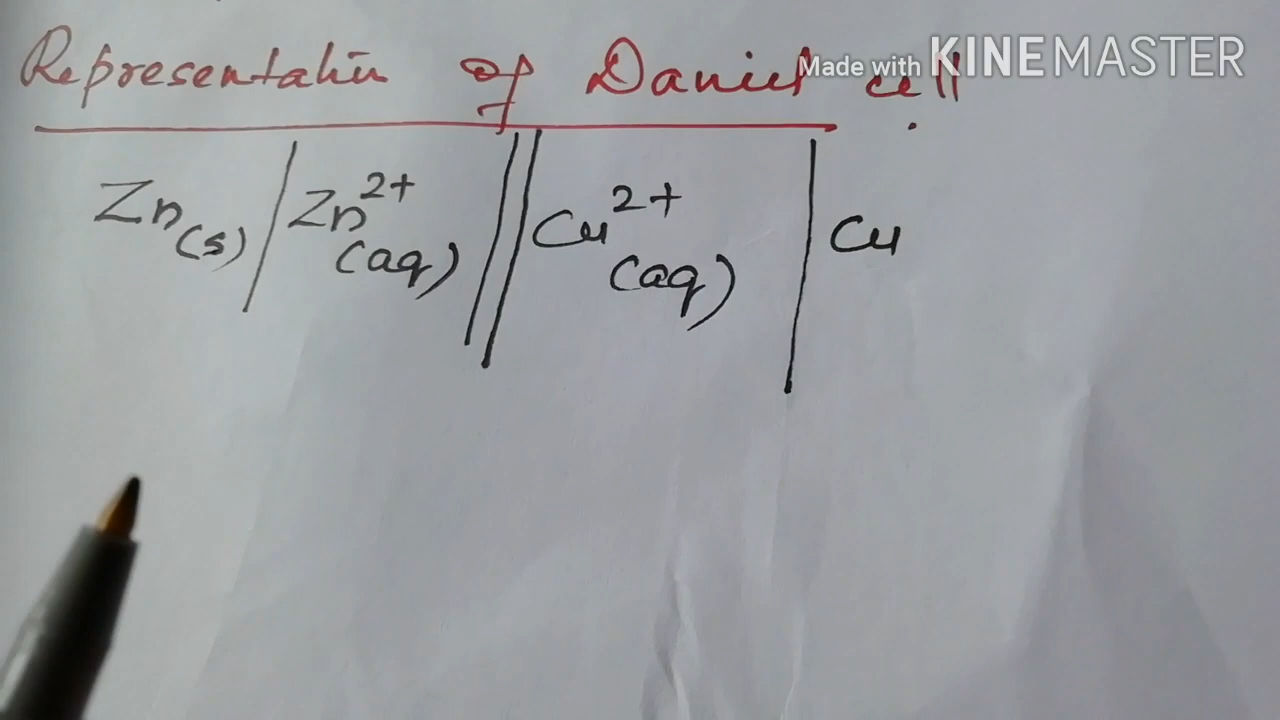 Representation of Daniel cell
Made with KINEMASTER
Zn(s) | Zn²⁺(aq) || Cu²⁺(aq) | Cu